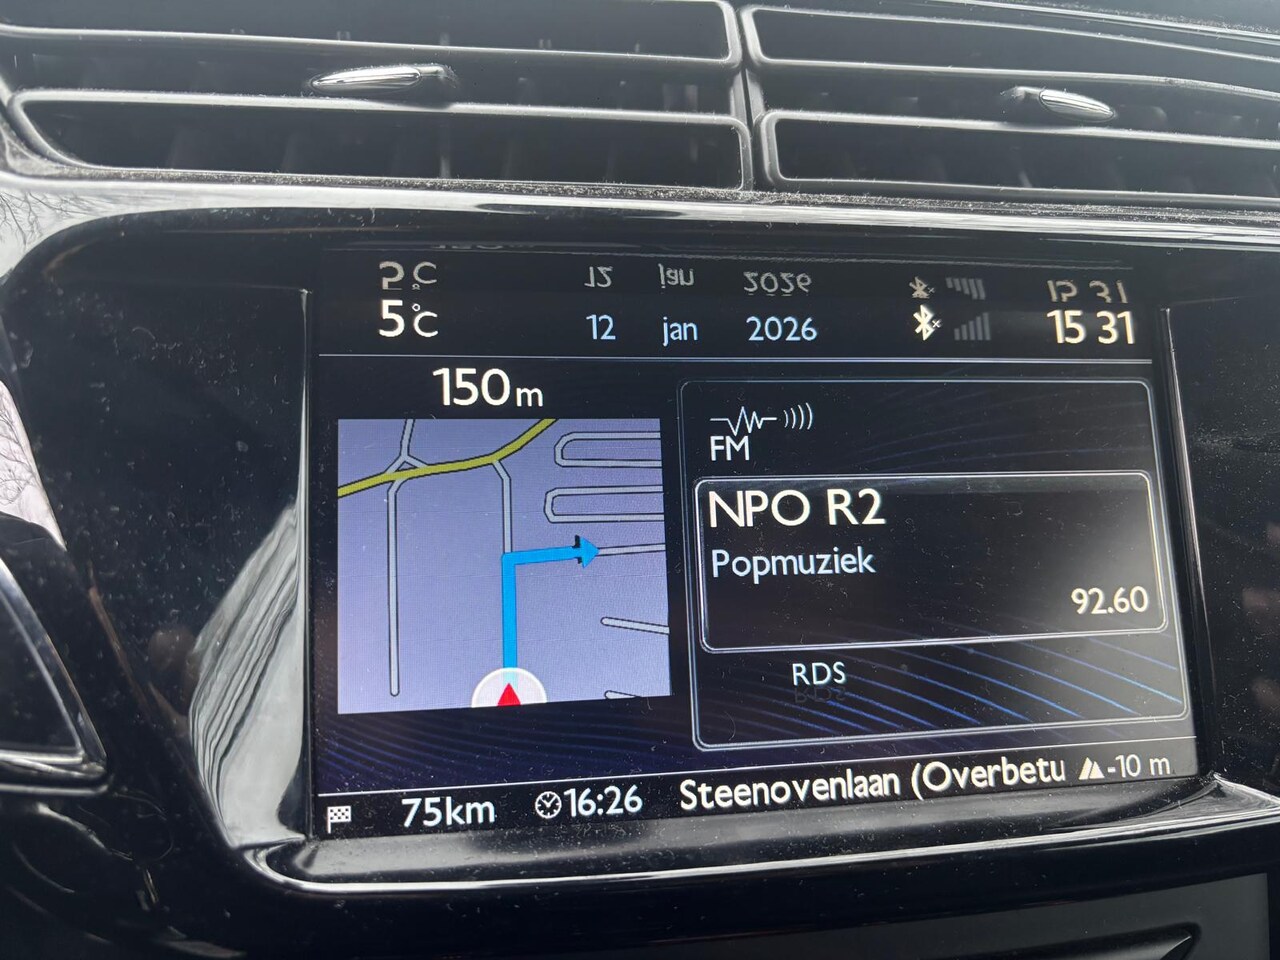 5°C 12 jan 2026 15 31
150m
FM
NPO R2
Popmuziek
92.60
RDS
75km 16:26 Steenovenlaan (Overbetu -10 m